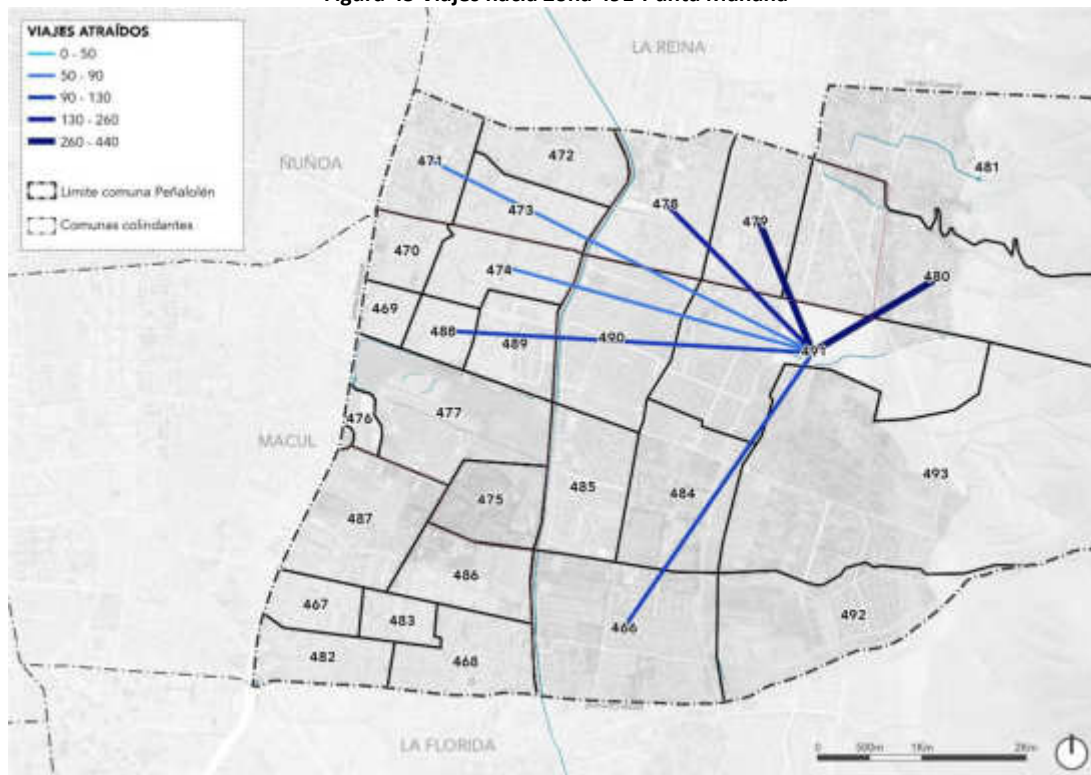 Figura 45 Viajes hacia zona 491 Punta Mañana
VIAJES ATRAÍDOS
0 - 50
50 - 90
90 - 130
130 - 260
260 - 440
Limite comuna Peñalolén
Comunas colindantes
LA REINA
ÑUÑOA
MACUL
LA FLORIDA
471
472
481
473
478
479
470
474
480
469
488
489
490
491
476
477
493
475
485
484
487
486
467
483
466
492
482
468
0 500m 1Km 2Km